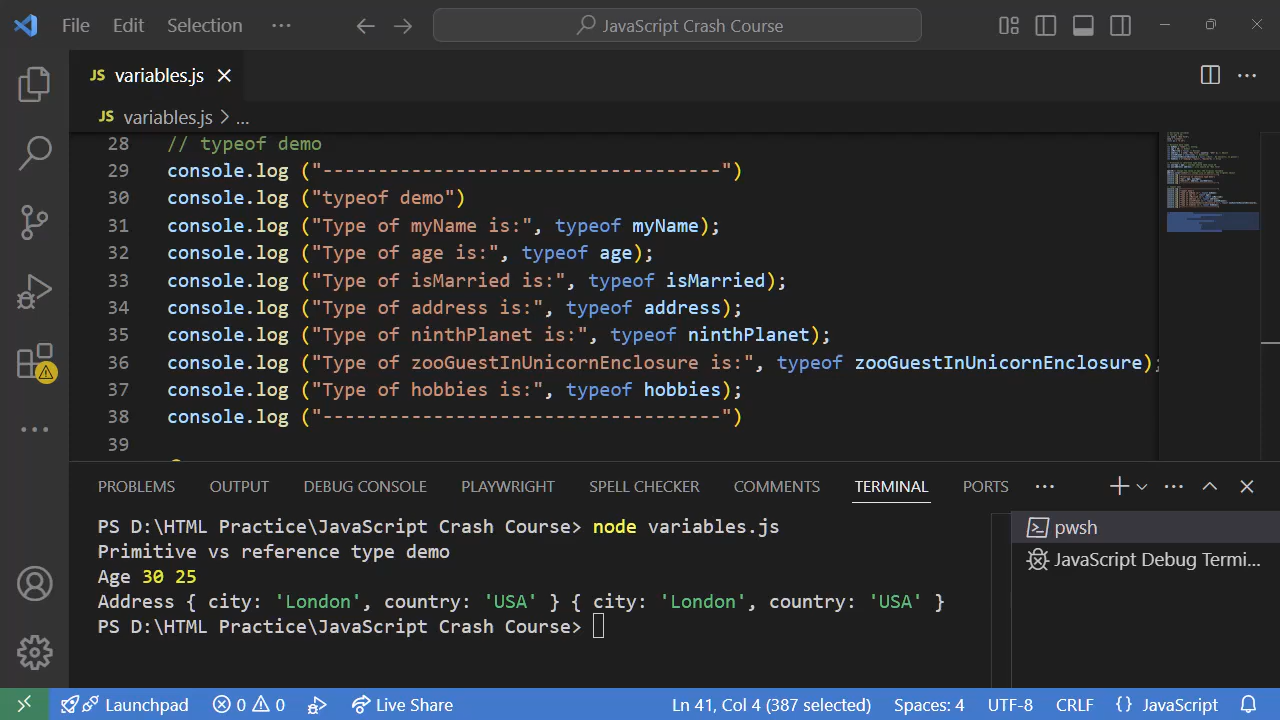 File Edit Selection ··· JavaScript Crash Course
JS variables.js
JS variables.js > ...
28 // typeof demo
29 console.log ("------------------------------------")
30 console.log ("typeof demo")
31 console.log ("Type of myName is:", typeof myName);
32 console.log ("Type of age is:", typeof age);
33 console.log ("Type of isMarried is:", typeof isMarried);
34 console.log ("Type of address is:", typeof address);
35 console.log ("Type of ninthPlanet is:", typeof ninthPlanet);
36 console.log ("Type of zooGuestInUnicornEnclosure is:", typeof zooGuestInUnicornEnclosure);
37 console.log ("Type of hobbies is:", typeof hobbies);
38 console.log ("------------------------------------")
39
PROBLEMS OUTPUT DEBUG CONSOLE PLAYWRIGHT SPELL CHECKER COMMENTS TERMINAL PORTS ···
PS D:\HTML Practice\JavaScript Crash Course> node variables.js
Primitive vs reference type demo
Age 30 25
Address { city: 'London', country: 'USA' } { city: 'London', country: 'USA' }
PS D:\HTML Practice\JavaScript Crash Course>
pwsh
JavaScript Debug Termi...
Launchpad 0 0 Live Share Ln 41, Col 4 (387 selected) Spaces: 4 UTF-8 CRLF {} JavaScript